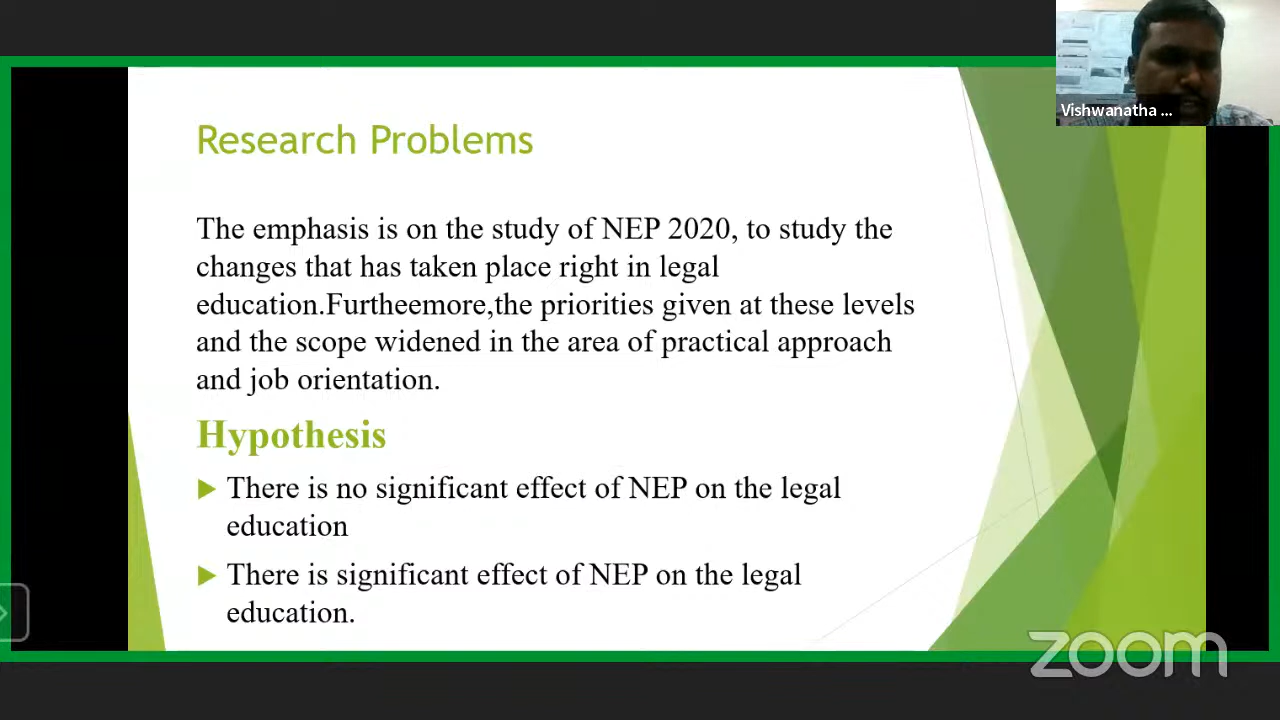 Vishwanatha ...
Research Problems
The emphasis is on the study of NEP 2020, to study the
changes that has taken place right in legal
education.Furtheemore,the priorities given at these levels
and the scope widened in the area of practical approach
and job orientation.
Hypothesis
There is no significant effect of NEP on the legal
education
There is significant effect of NEP on the legal
education.
zoom